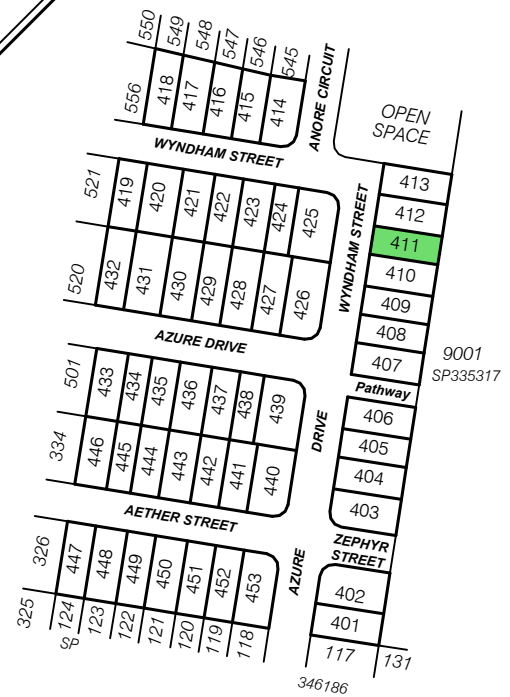 550 549 548 547 546 545
556 418 417 416 415 414
ANORE CIRCUIT
OPEN
SPACE
WYNDHAM STREET
521 419 420 421 422 423 424 425
WYNDHAM STREET
413
412
411
410
409
408
407
520 432 431 430 429 428 427 426
9001
SP335317
AZURE DRIVE
Pathway
501 433 434 435 436 437 438 439
DRIVE
406
405
404
403
334 446 445 444 443 442 441 440
AETHER STREET
ZEPHYR
STREET
326 447 448 449 450 451 452 453
AZURE
402
401
325 124 123 122 121 120 119 118
SP
117 131
346186